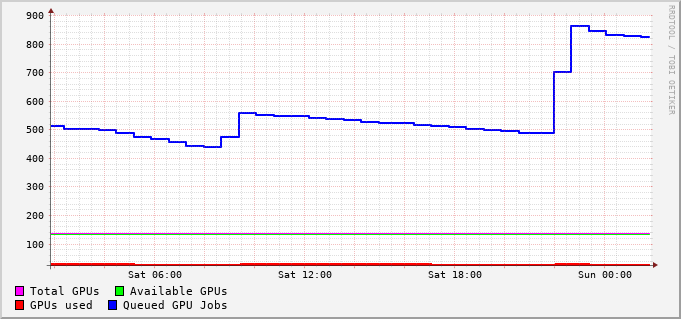 900
800
700
600
500
400
300
200
100
Sat 06:00 Sat 12:00 Sat 18:00 Sun 00:00
Total GPUs Available GPUs
GPUs used Queued GPU Jobs
RRDTOOL / TOBI OETIKER